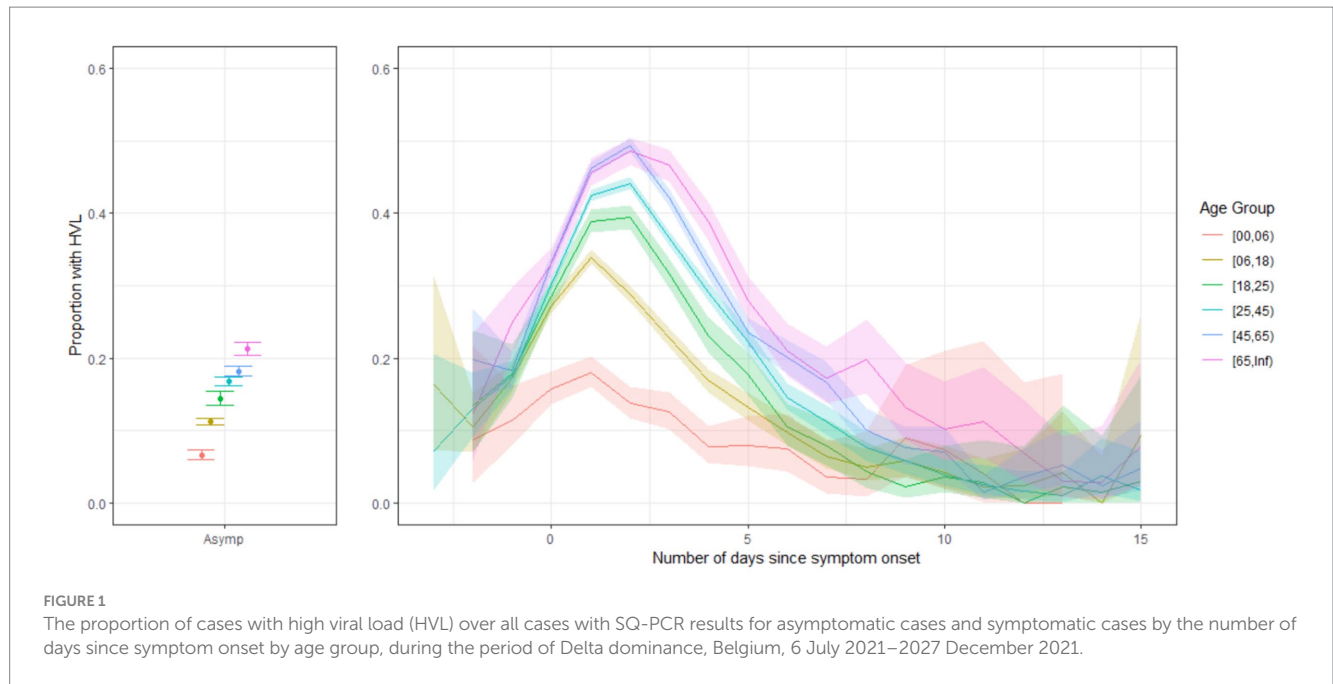 0.6
0.4
0.2
0.0
Proportion with HVL
Asymp
0.6
0.4
0.2
0.0
0
5
10
15
Number of days since symptom onset
Age Group
[00,06)
[06,18)
[18,25)
[25,45)
[45,65)
[65,Inf)
FIGURE 1
The proportion of cases with high viral load (HVL) over all cases with SQ-PCR results for asymptomatic cases and symptomatic cases by the number of
days since symptom onset by age group, during the period of Delta dominance, Belgium, 6 July 2021–2027 December 2021.